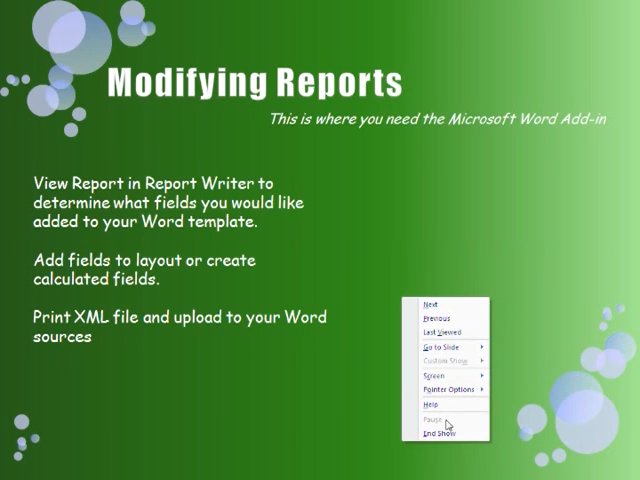 Modifying Reports
This is where you need the Microsoft Word Add-in
View Report in Report Writer to
determine what fields you would like
added to your Word template.
Add fields to layout or create
calculated fields.
Print XML file and upload to your Word
sources
Next
Previous
Last Viewed
Go to Slide
Custom Show
Screen
Pointer Options
Help
Pause
End Show